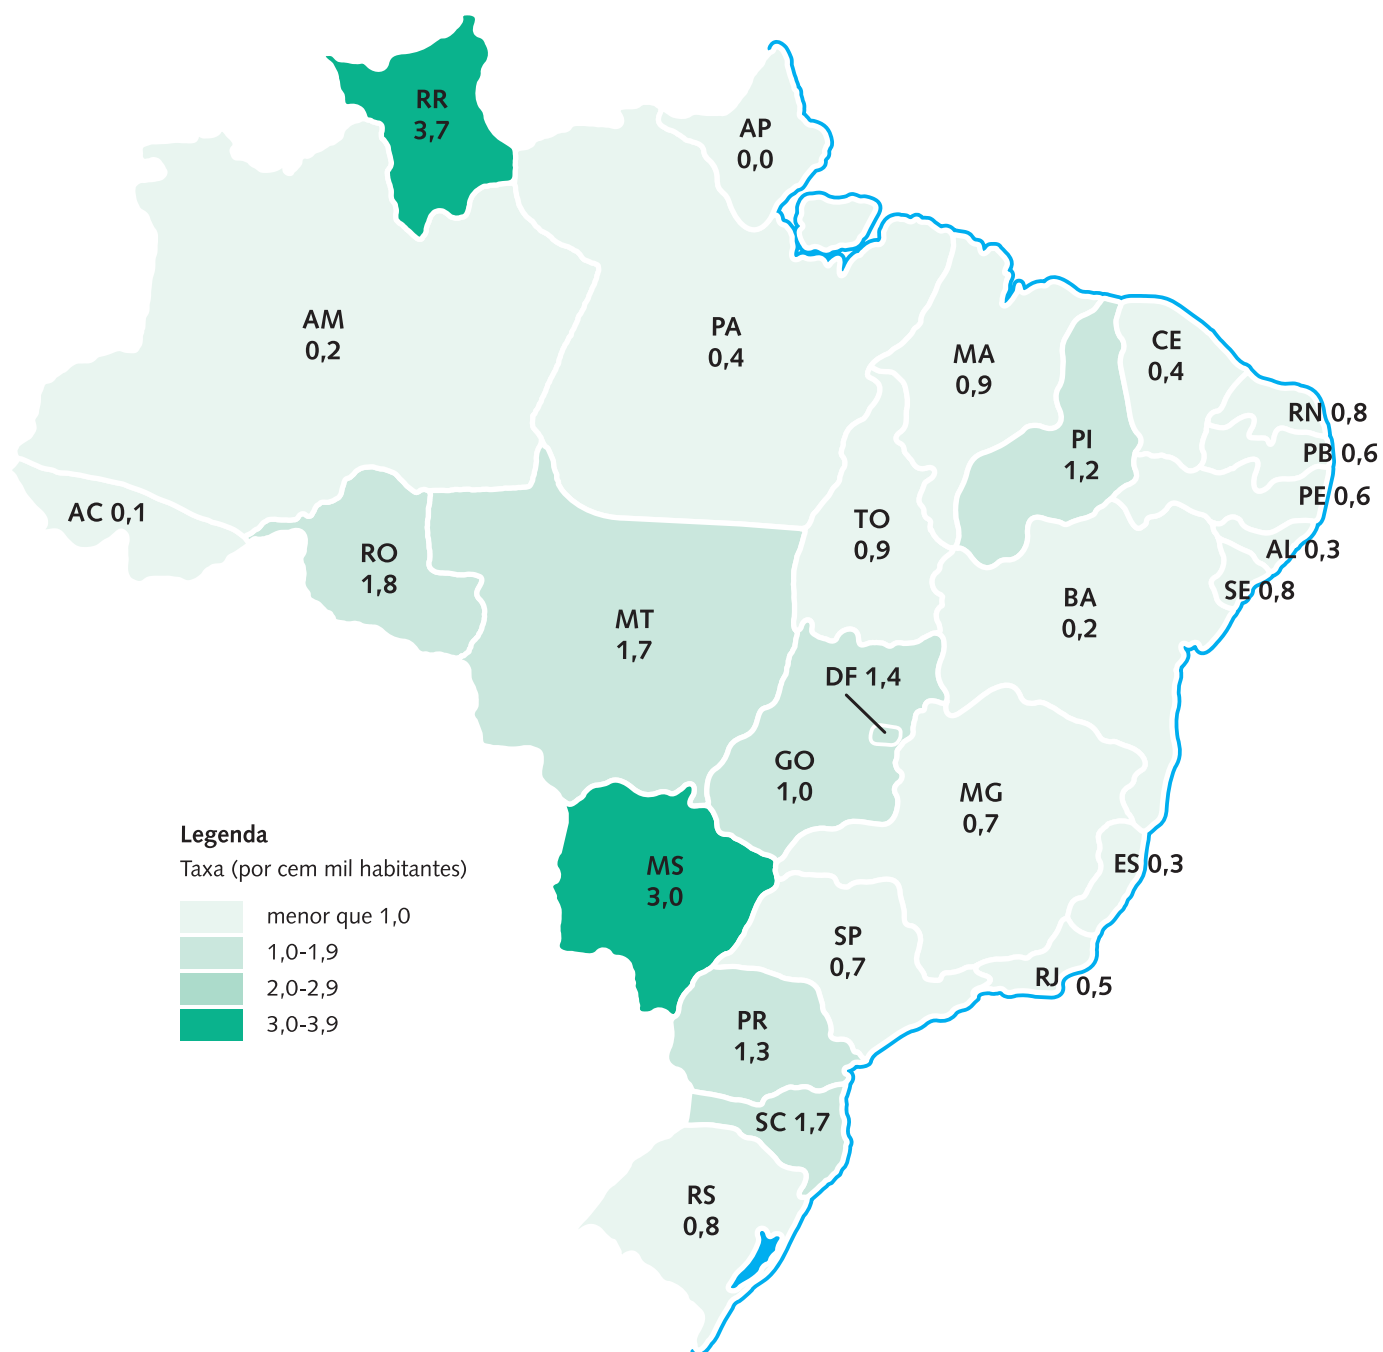 RR
3,7
AP
0,0
AM
0,2
PA
0,4
MA
0,9
CE
0,4
RN 0,8
PI
1,2
PB 0,6
PE 0,6
AC 0,1
TO
0,9
RO
1,8
AL 0,3
SE 0,8
BA
0,2
MT
1,7
DF 1,4
GO
1,0
MG
0,7
Legenda
Taxa (por cem mil habitantes)
menor que 1,0
1,0-1,9
2,0-2,9
3,0-3,9
MS
3,0
ES 0,3
SP
0,7
RJ 0,5
PR
1,3
SC 1,7
RS
0,8